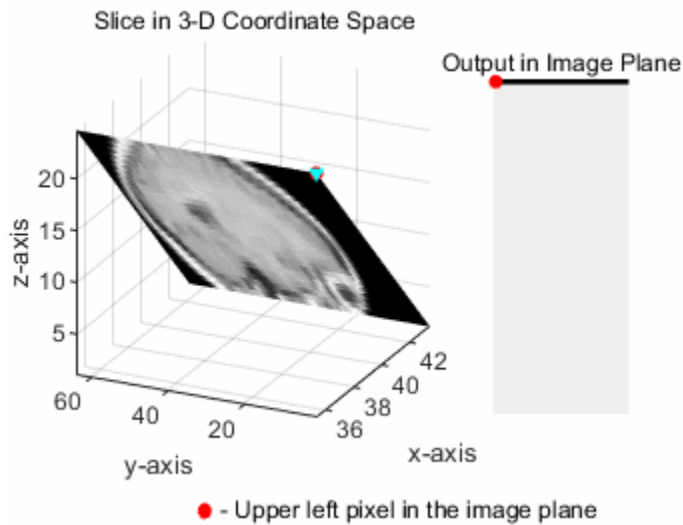 Slice in 3-D Coordinate Space
Output in Image Plane
20
15
10
5
z-axis
60
40
20
y-axis
42
40
38
36
x-axis
- Upper left pixel in the image plane